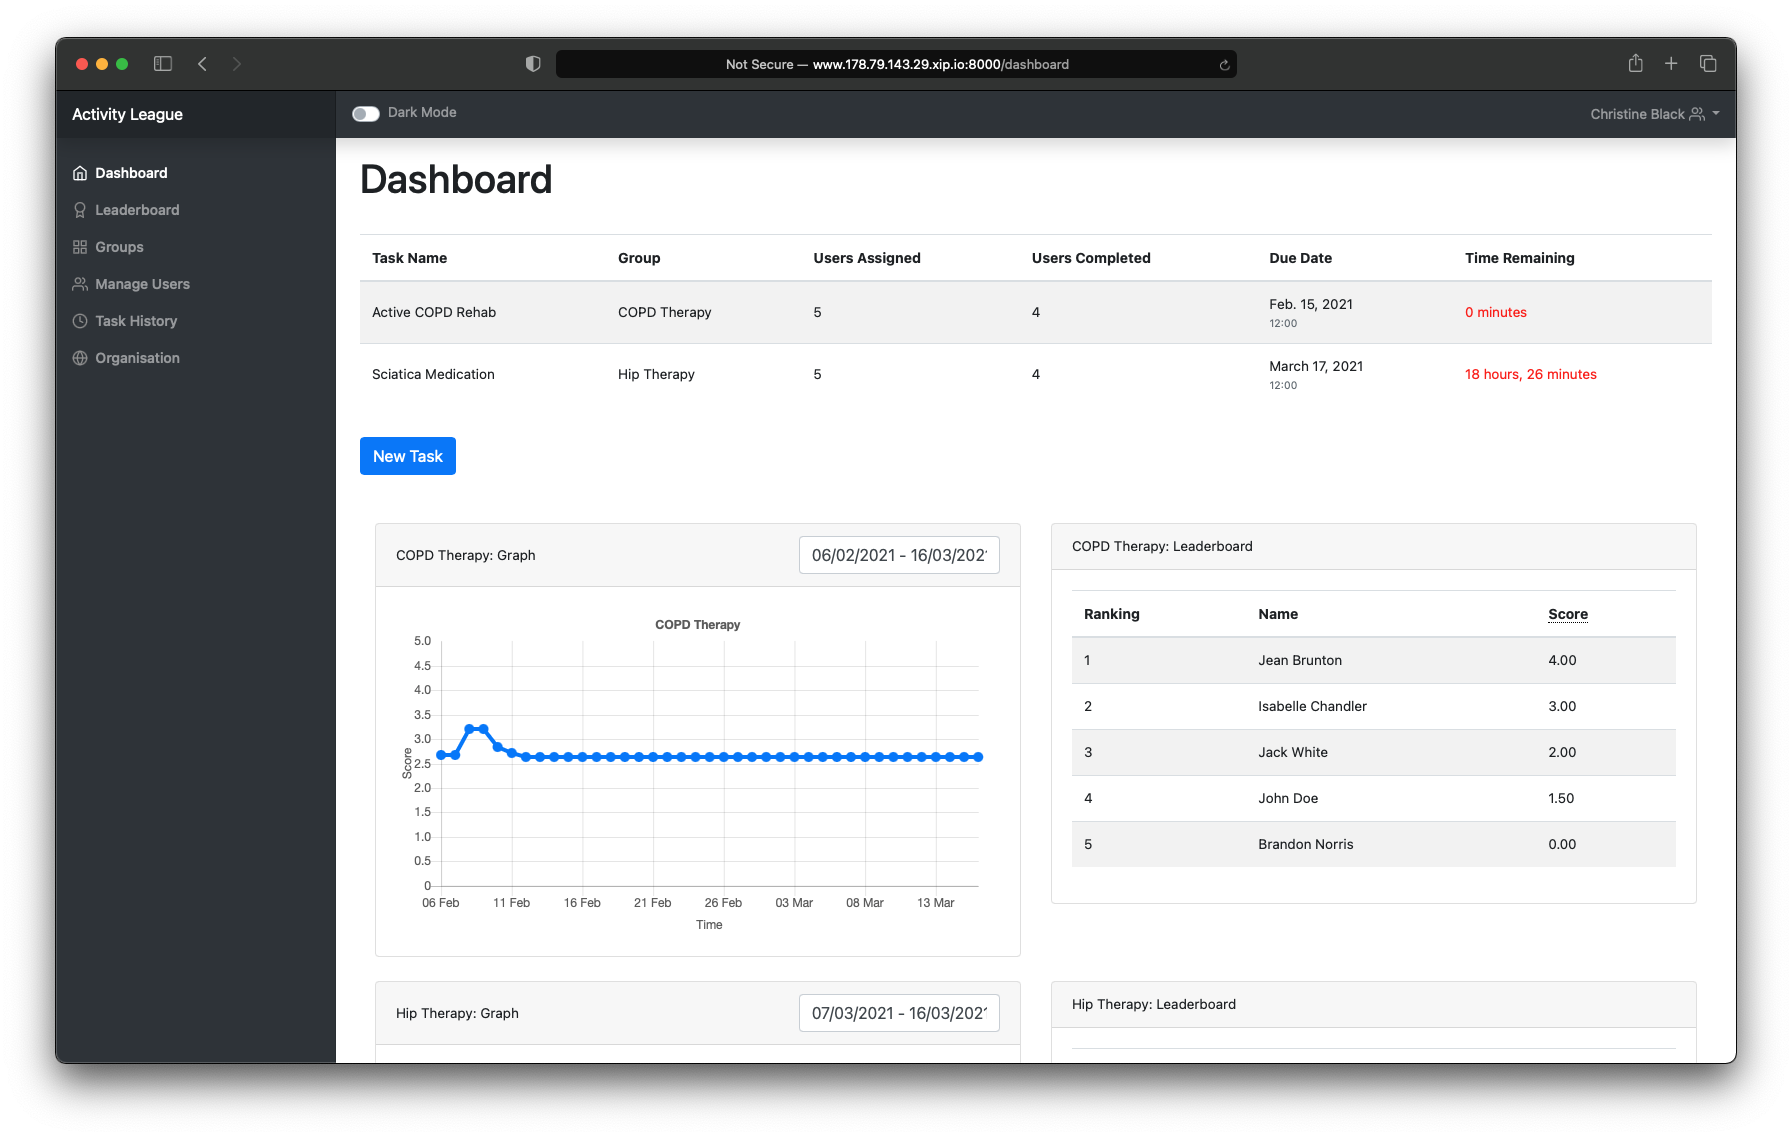 Not Secure — www.178.79.143.29.xip.io:8000/dashboard
Activity League
Dark Mode
Christine Black
Dashboard
Leaderboard
Groups
Manage Users
Task History
Organisation
Dashboard
Task Name Group Users Assigned Users Completed Due Date Time Remaining
Active COPD Rehab COPD Therapy 5 4 Feb. 15, 2021 0 minutes
12:00
Sciatica Medication Hip Therapy 5 4 March 17, 2021 18 hours, 26 minutes
12:00
New Task
COPD Therapy: Graph
06/02/2021 - 16/03/202
COPD Therapy
5.0
4.5
4.0
3.5
3.0
2.5
2.0
1.5
1.0
0.5
0
Score
06 Feb 11 Feb 16 Feb 21 Feb 26 Feb 03 Mar 08 Mar 13 Mar
Time
COPD Therapy: Leaderboard
Ranking Name Score
1 Jean Brunton 4.00
2 Isabelle Chandler 3.00
3 Jack White 2.00
4 John Doe 1.50
5 Brandon Norris 0.00
Hip Therapy: Graph
07/03/2021 - 16/03/202
Hip Therapy: Leaderboard